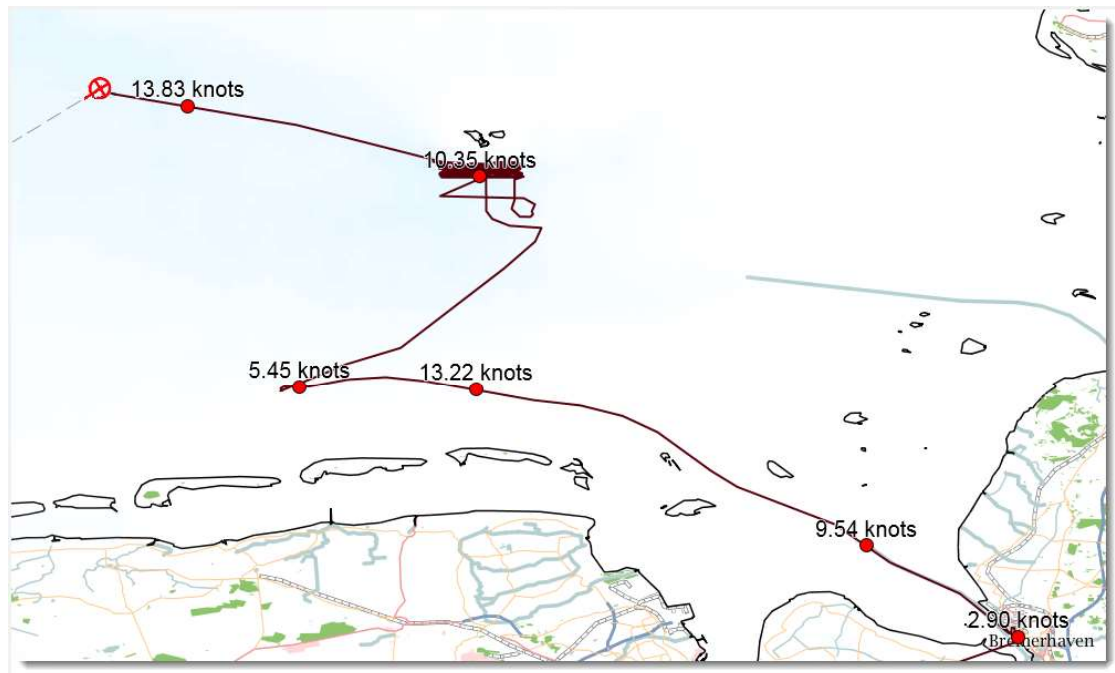 13.83 knots
10.35 knots
5.45 knots
13.22 knots
9.54 knots
2.90 knots
Bremerhaven